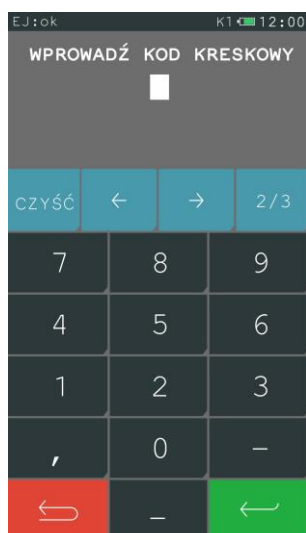 EJ:ok K1 12:00
WPROWADŹ KOD KRESKOWY
CZYŚĆ ← → 2/3
7 8 9
4 5 6
1 2 3
, 0 –
_